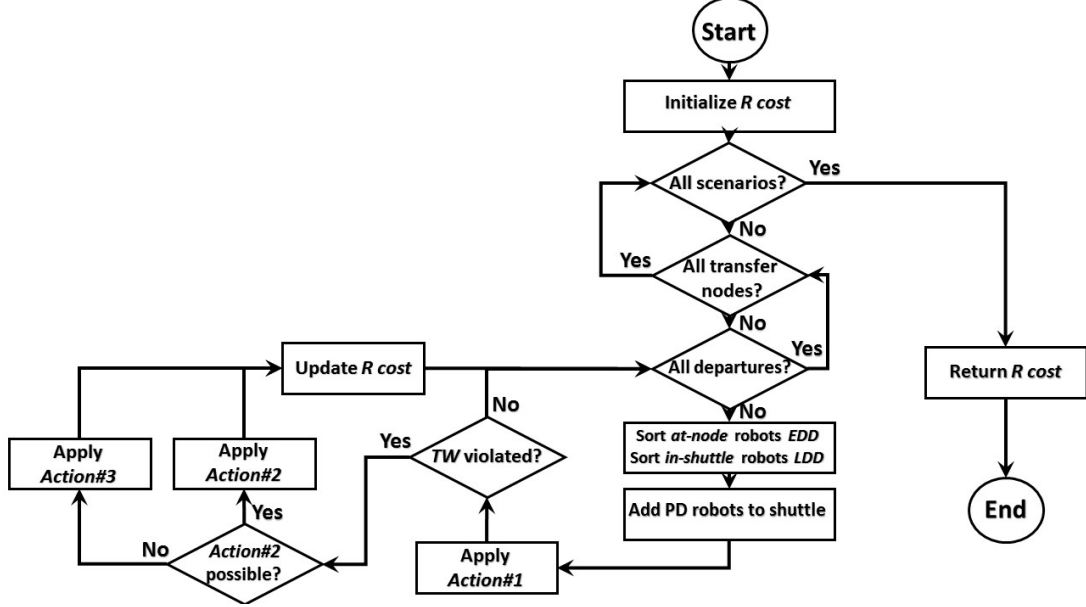 Start
Initialize R cost
All scenarios?
Yes
No
Yes
All transfer
nodes?
No
All departures?
Yes
Update R cost
Return R cost
No
No
Sort at-node robots EDD
Sort in-shuttle robots LDD
Apply
Action#3
Apply
Action#2
Yes
TW violated?
Add PD robots to shuttle
End
Yes
No
Action#2
possible?
Apply
Action#1